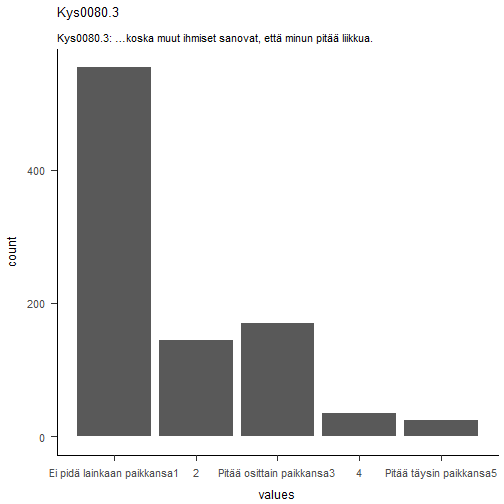 Kys0080.3
Kys0080.3: ...koska muut ihmiset sanovat, että minun pitää liikkua.
400
200
0
count
Ei pidä lainkaan paikkansa1 2 Pitää osittain paikkansa3 4 Pitää täysin paikkansa5
values